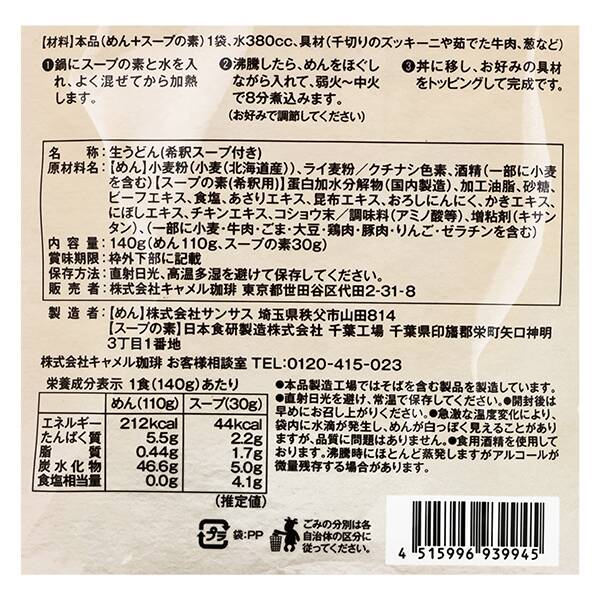 【材料】本品(めん+スープの素)1袋、水380cc、具材(千切りのズッキーニや茹でた牛肉、葱など)
❶鍋にスープの素と水を入れ、よく混ぜてから加熱します。
❷沸騰したら、めんをほぐしながら入れて、弱火〜中火で8分煮込みます。
(お好みで調節してください)
❸丼に移し、お好みの具材をトッピングして完成です。
名称:生うどん(希釈スープ付き)
原材料名:【めん】小麦粉(小麦(北海道産))、ライ麦粉/クチナシ色素、酒精(一部に小麦
を含む)【スープの素(希釈用)】蛋白加水分解物(国内製造)、加工油脂、砂糖、
ビーフエキス、食塩、あさりエキス、昆布エキス、おろしにんにく、かきエキス、
にぼしエキス、チキンエキス、コショウ末/調味料(アミノ酸等)、増粘剤(キサン
タン)、(一部に小麦・牛肉・ごま・大豆・鶏肉・豚肉・りんご・ゼラチンを含む)
内容量:140g(めん110g、スープの素30g)
賞味期限:枠外下部に記載
保存方法:直射日光、高温多湿を避けて保存してください。
販売者:株式会社キャメル珈琲 東京都世田谷区代田2-31-8
製造者:【めん】株式会社サンサス 埼玉県秩父市山田814
【スープの素】日本食研製造株式会社 千葉工場 千葉県印旛郡栄町矢口神明
3丁目1番地
株式会社キャメル珈琲 お客様相談室 TEL:0120-415-023
栄養成分表示 1食(140g)あたり
めん(110g) スープ(30g)
エネルギー 212kcal 44kcal
たんぱく質 5.5g 2.2g
脂質 0.44g 1.7g
炭水化物 46.6g 5.0g
食塩相当量 0.0g 4.1g
(推定値)
●本品製造工場ではそばを含む製品を製造しています。
●直射日光を避け、常温で保存してください。●開封後は
早めにお召し上がりください。●急激な温度変化により、
袋内に水滴が発生し、めんが白っぽく見えることがあり
ますが、品質に問題はありません。●食用酒精を使用して
おります。沸騰時にほとんど蒸発しますがアルコールが
微量残存する場合があります。
プラ 袋:PP
ごみの分別は各
自治体の区分に
従ってください。
4 515996 939945